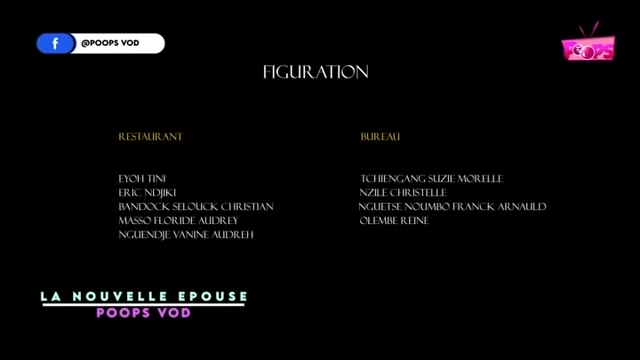 @POOPS VOD
POOPS
FIGURATION
RESTAURANT
BUREAU
EYOH TINI
ERIC NDJIKI
BANDOCK SELOUCK CHRISTIAN
MASSO FLORIDE AUDREY
NGUENDJE VANINE AUDREH
TCHIENGANG SUZIE MORELLE
NZILE CHRISTELLE
NGUETSE NOUMBO FRANCK ARNAULD
OLEMBE REINE
LA NOUVELLE EPOUSE
POOPS VOD